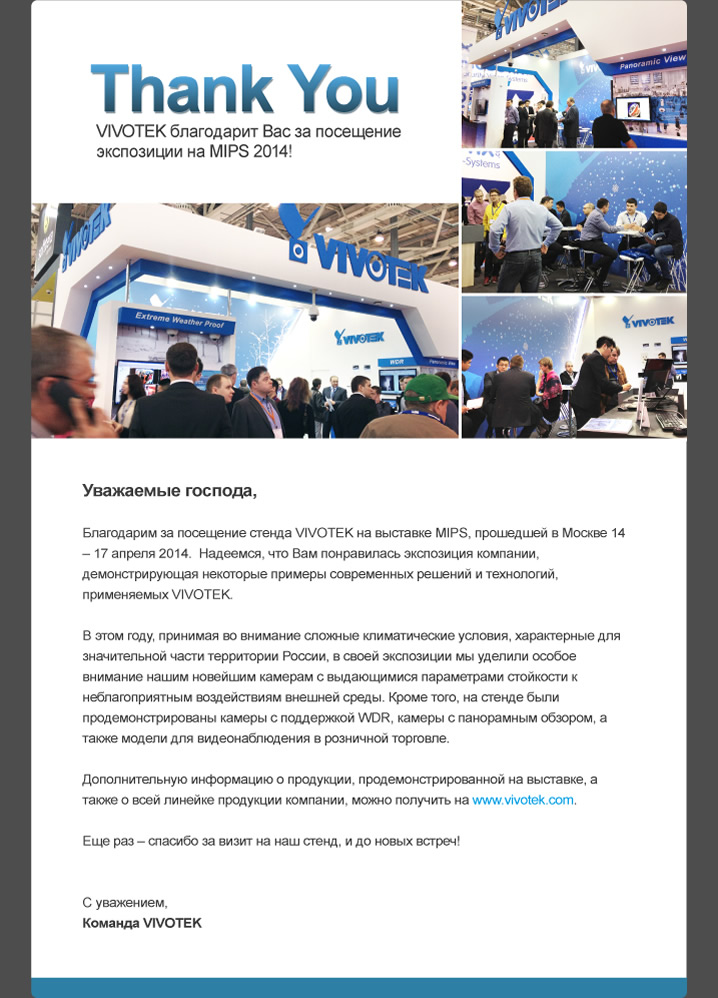 Thank You
VIVOTEK благодарит Вас за посещение
экспозиции на MIPS 2014!
VIVOTEK
Panoramic View
-Systems
VIVOTEK
VIVOTEK
Extreme Weather Proof
VIVOTEK
WDR
Panoramic View
VIVOTEK
Уважаемые господа,
Благодарим за посещение стенда VIVOTEK на выставке MIPS, прошедшей в Москве 14
– 17 апреля 2014. Надеемся, что Вам понравилась экспозиция компании,
демонстрирующая некоторые примеры современных решений и технологий,
применяемых VIVOTEK.
В этом году, принимая во внимание сложные климатические условия, характерные для
значительной части территории России, в своей экспозиции мы уделили особое
внимание нашим новейшим камерам с выдающимися параметрами стойкости к
неблагоприятным воздействиям внешней среды. Кроме того, на стенде были
продемонстрированы камеры с поддержкой WDR, камеры с панорамным обзором, а
также модели для видеонаблюдения в розничной торговле.
Дополнительную информацию о продукции, продемонстрированной на выставке, а
также о всей линейке продукции компании, можно получить на www.vivotek.com.
Еще раз – спасибо за визит на наш стенд, и до новых встреч!
С уважением,
Команда VIVOTEK